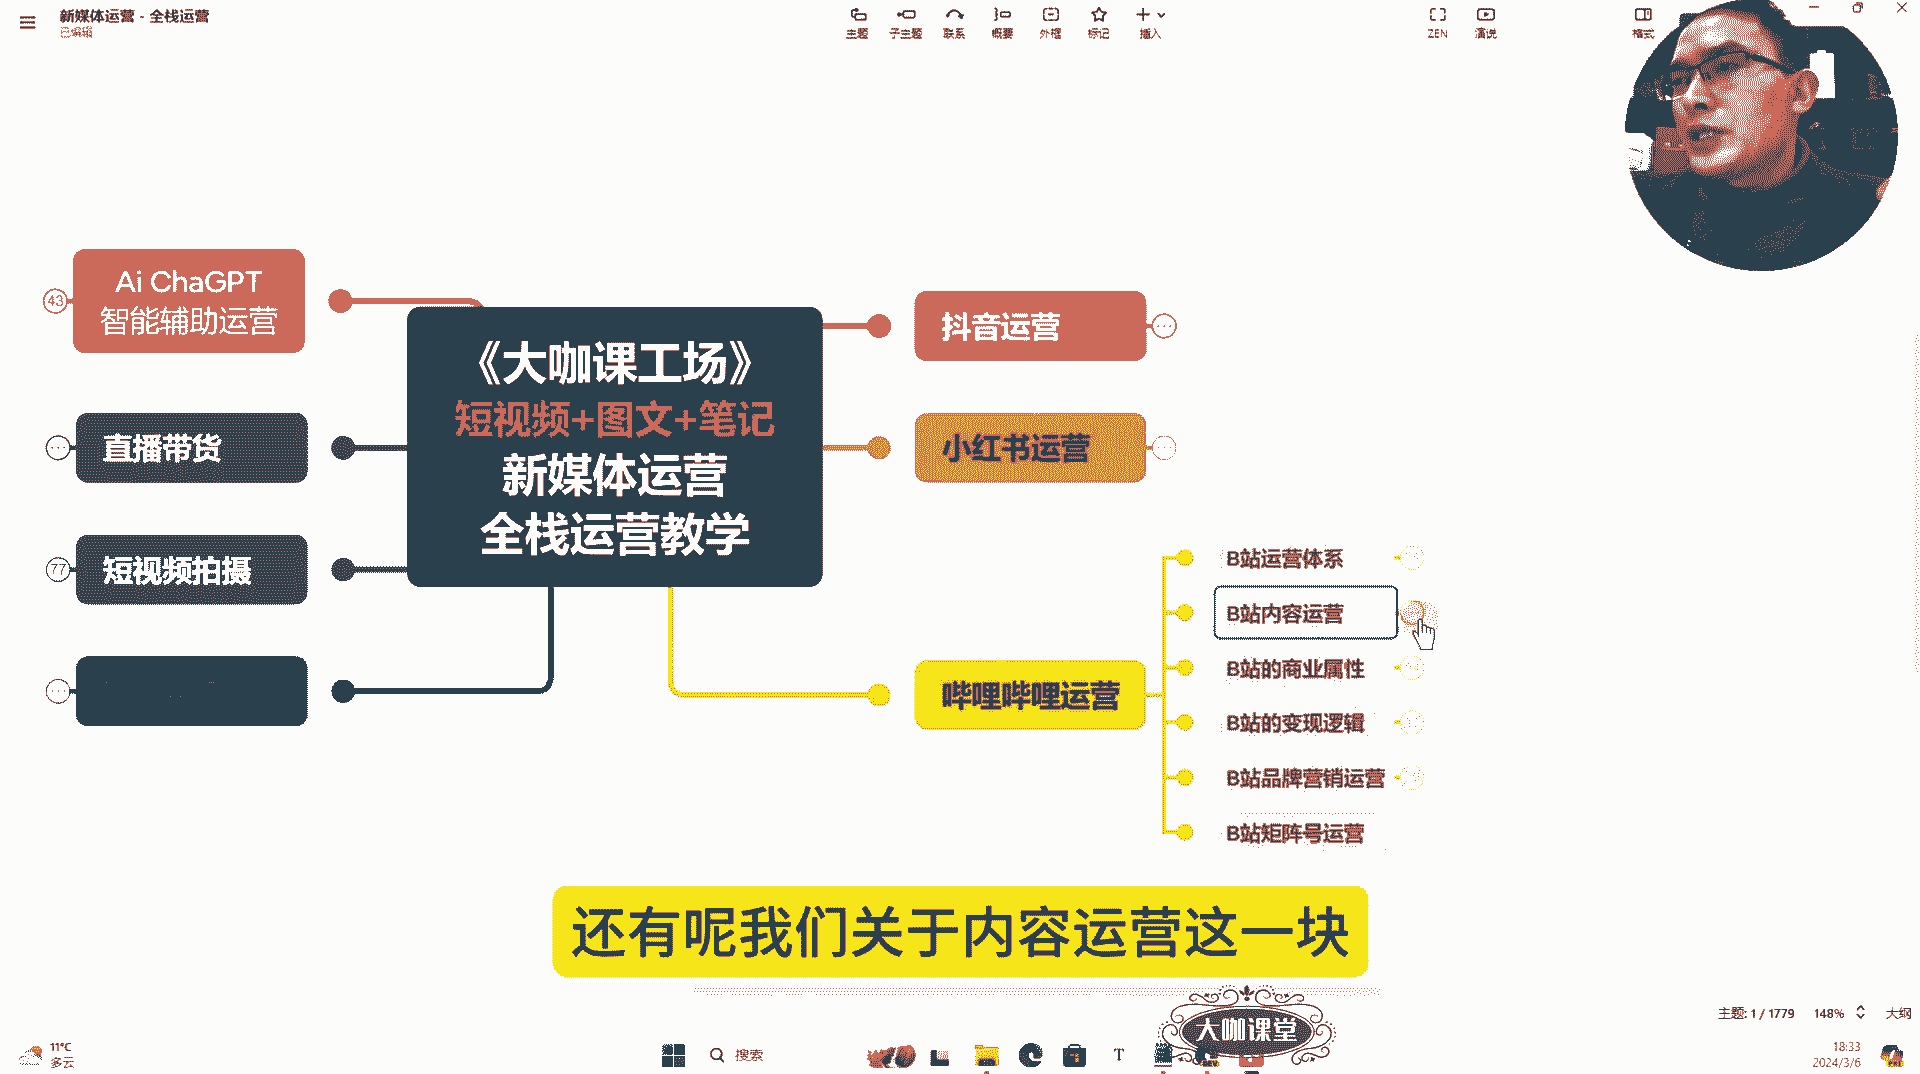 新媒体运营 - 全栈运营
已编辑
主题
子主题
联系
概要
外框
标记
插入
ZEN
演说
格式
Ai ChaGPT
智能辅助运营
43
直播带货
短视频拍摄
77
《大咖课工场》
短视频+图文+笔记
新媒体运营
全栈运营教学
抖音运营
小红书运营
哔哩哔哩运营
B站运营体系
B站内容运营
B站的商业属性
B站的变现逻辑
B站品牌营销运营
B站矩阵号运营
还有呢我们关于内容运营这一块
大咖课堂
主题: 1 / 1779
148%
大纲
11°C
多云
搜索
18:33
2024/3/6